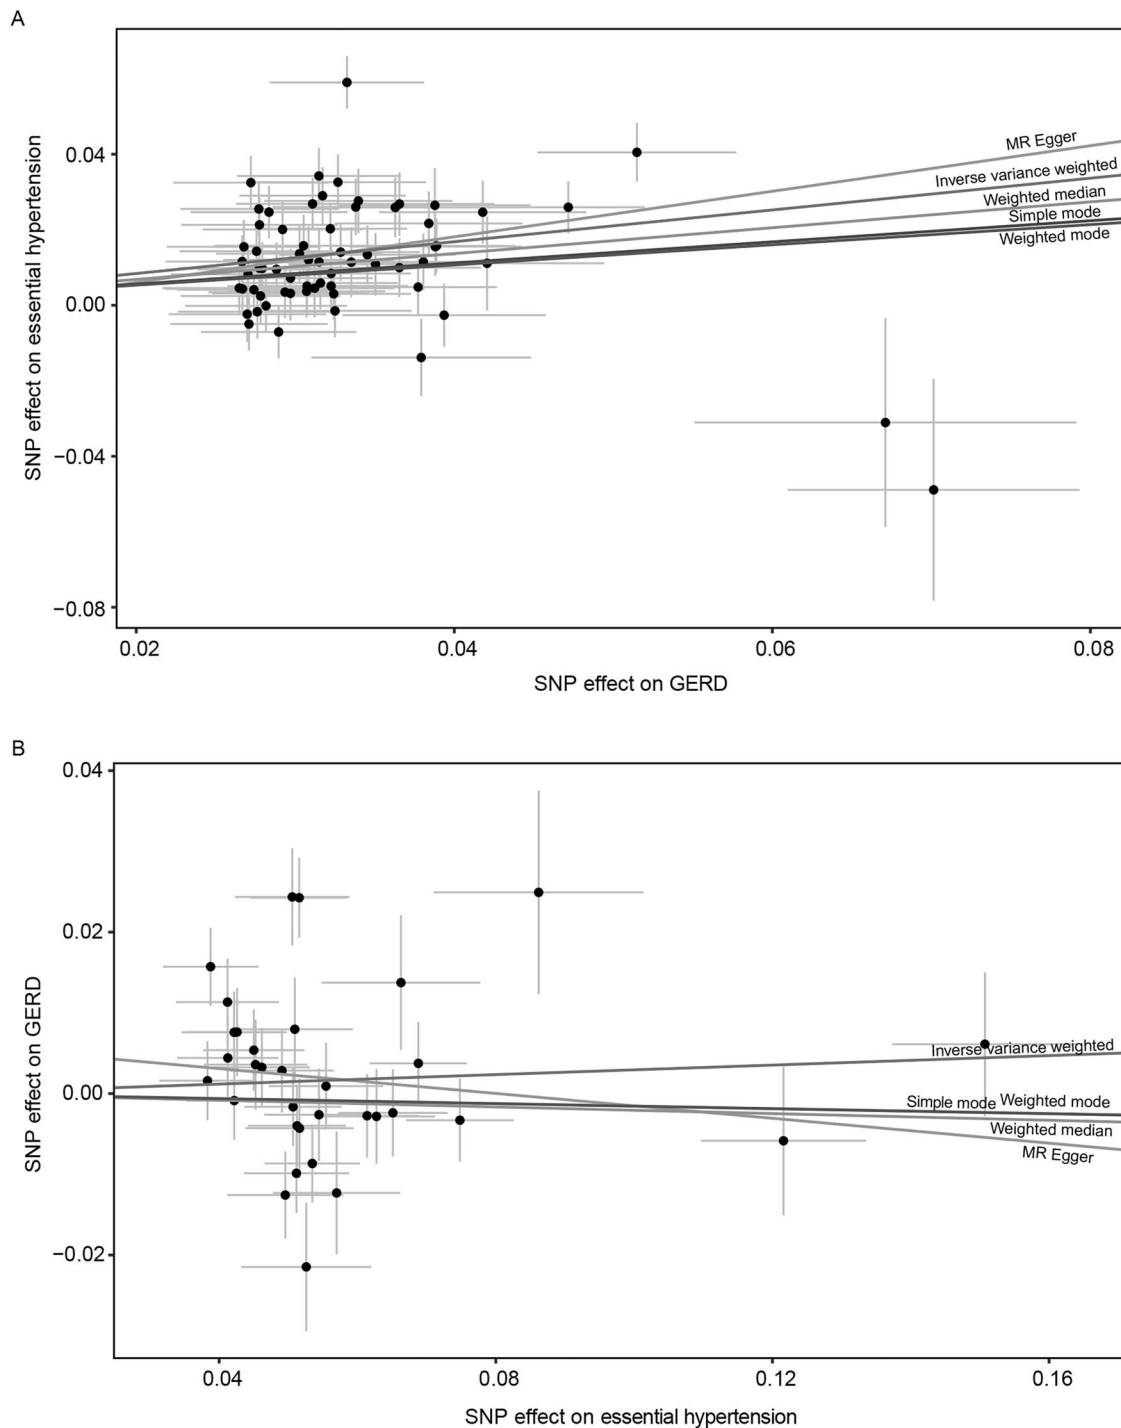 A
MR Egger
0.04
Inverse variance weighted
Weighted median
Simple mode
Weighted mode
0.00
−0.04
−0.08
SNP effect on essential hypertension
0.02 0.04 0.06 0.08
SNP effect on GERD
B
0.04
0.02
0.00
Inverse variance weighted
Simple mode Weighted mode
Weighted median
MR Egger
−0.02
SNP effect on GERD
0.04 0.08 0.12 0.16
SNP effect on essential hypertension